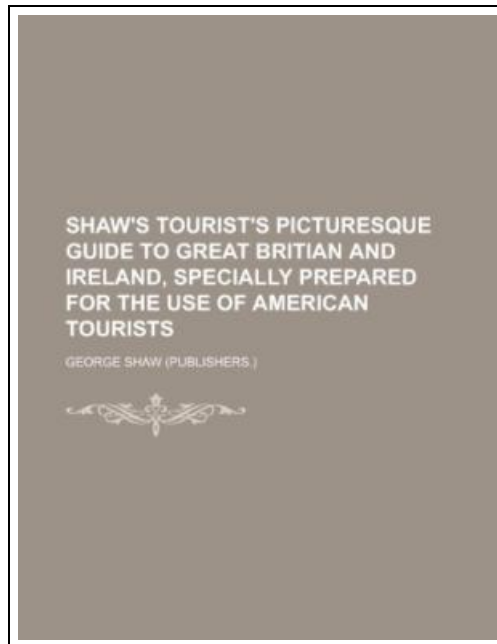 SHAW'S TOURIST'S PICTURESQUE
GUIDE TO GREAT BRITIAN AND
IRELAND, SPECIALLY PREPARED
FOR THE USE OF AMERICAN
TOURISTS
GEORGE SHAW (PUBLISHERS.)